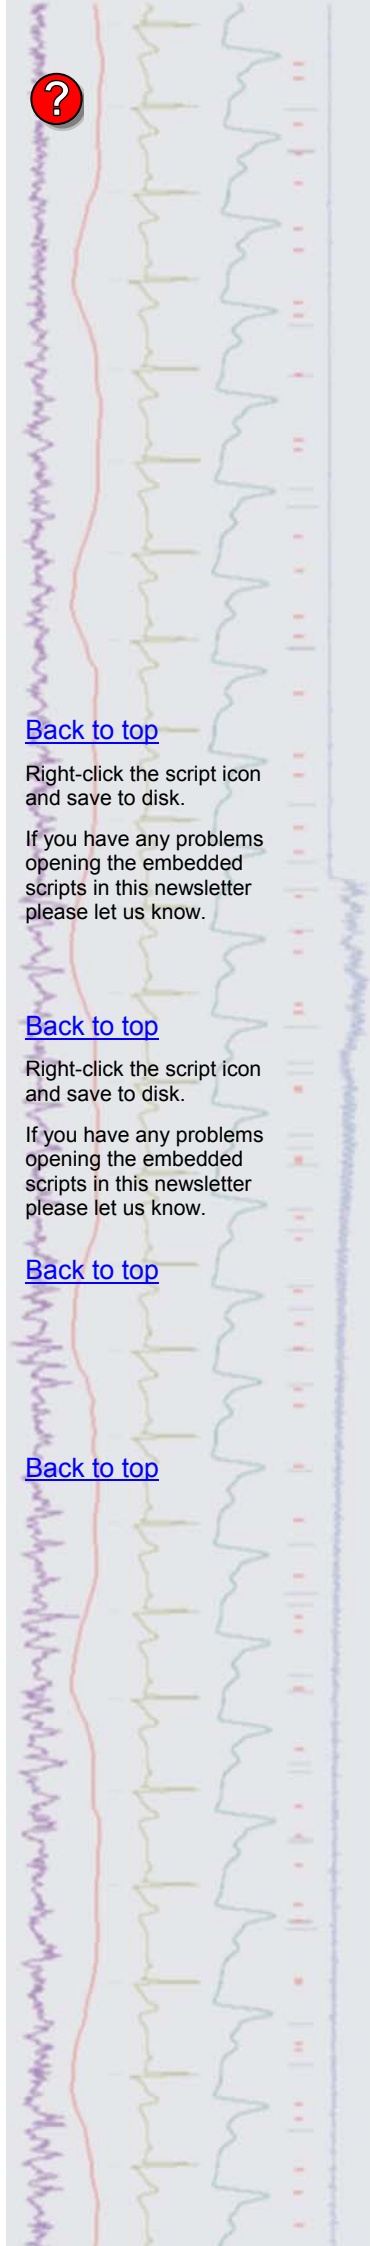 ?
Back to top
Right-click the script icon
and save to disk.
If you have any problems
opening the embedded
scripts in this newsletter
please let us know.
Back to top
Right-click the script icon
and save to disk.
If you have any problems
opening the embedded
scripts in this newsletter
please let us know.
Back to top
Back to top